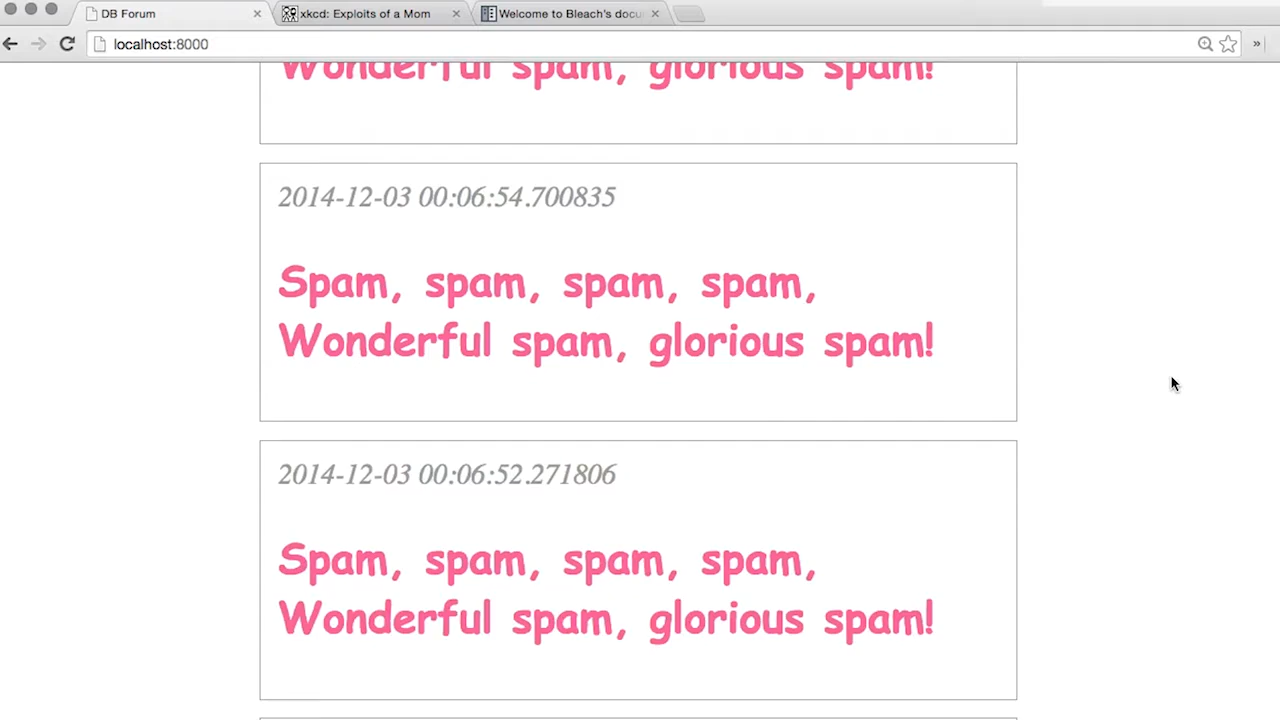 DB Forum
xkcd: Exploits of a Mom
Welcome to Bleach's docu
localhost:8000
Wonderful spam, glorious spam!
2014-12-03 00:06:54.700835
Spam, spam, spam, spam,
Wonderful spam, glorious spam!
2014-12-03 00:06:52.271806
Spam, spam, spam, spam,
Wonderful spam, glorious spam!